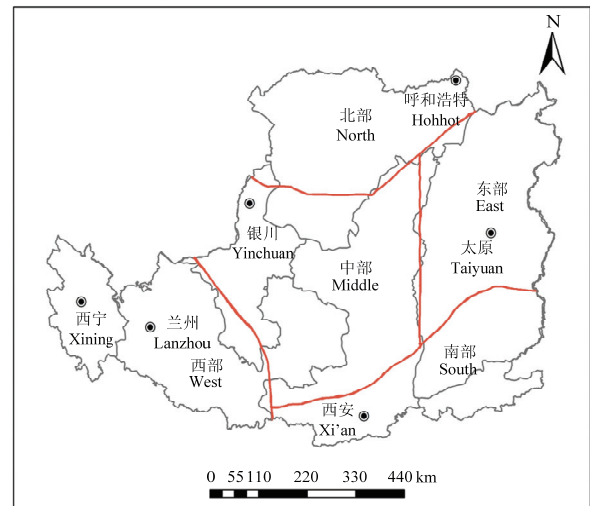 N
呼和浩特
Hohhot
北部
North
东部
East
银川
Yinchuan
太原
Taiyuan
中部
Middle
西宁
Xining
兰州
Lanzhou
西部
West
南部
South
西安
Xi'an
0 55 110 220 330 440 km